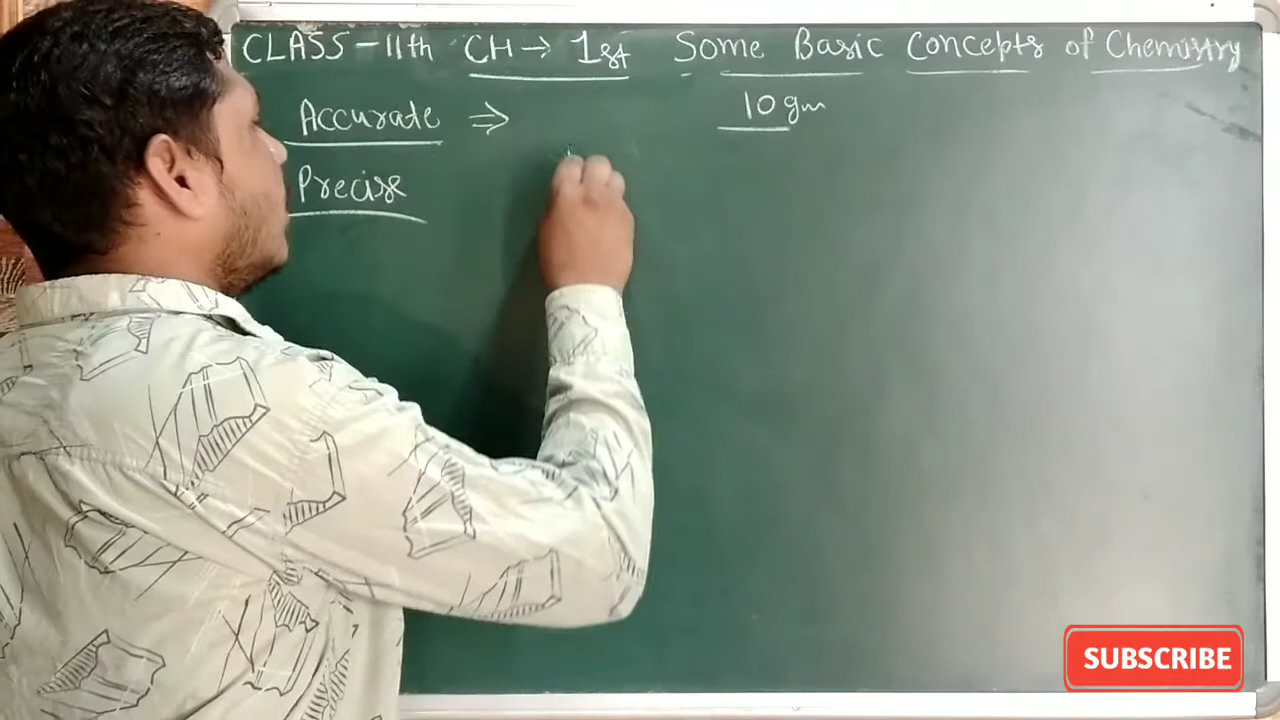 CLASS - 11th CH → 1st Some Basic Concepts of Chemistry
Accurate ⇒ 10 gm
Precise
SUBSCRIBE